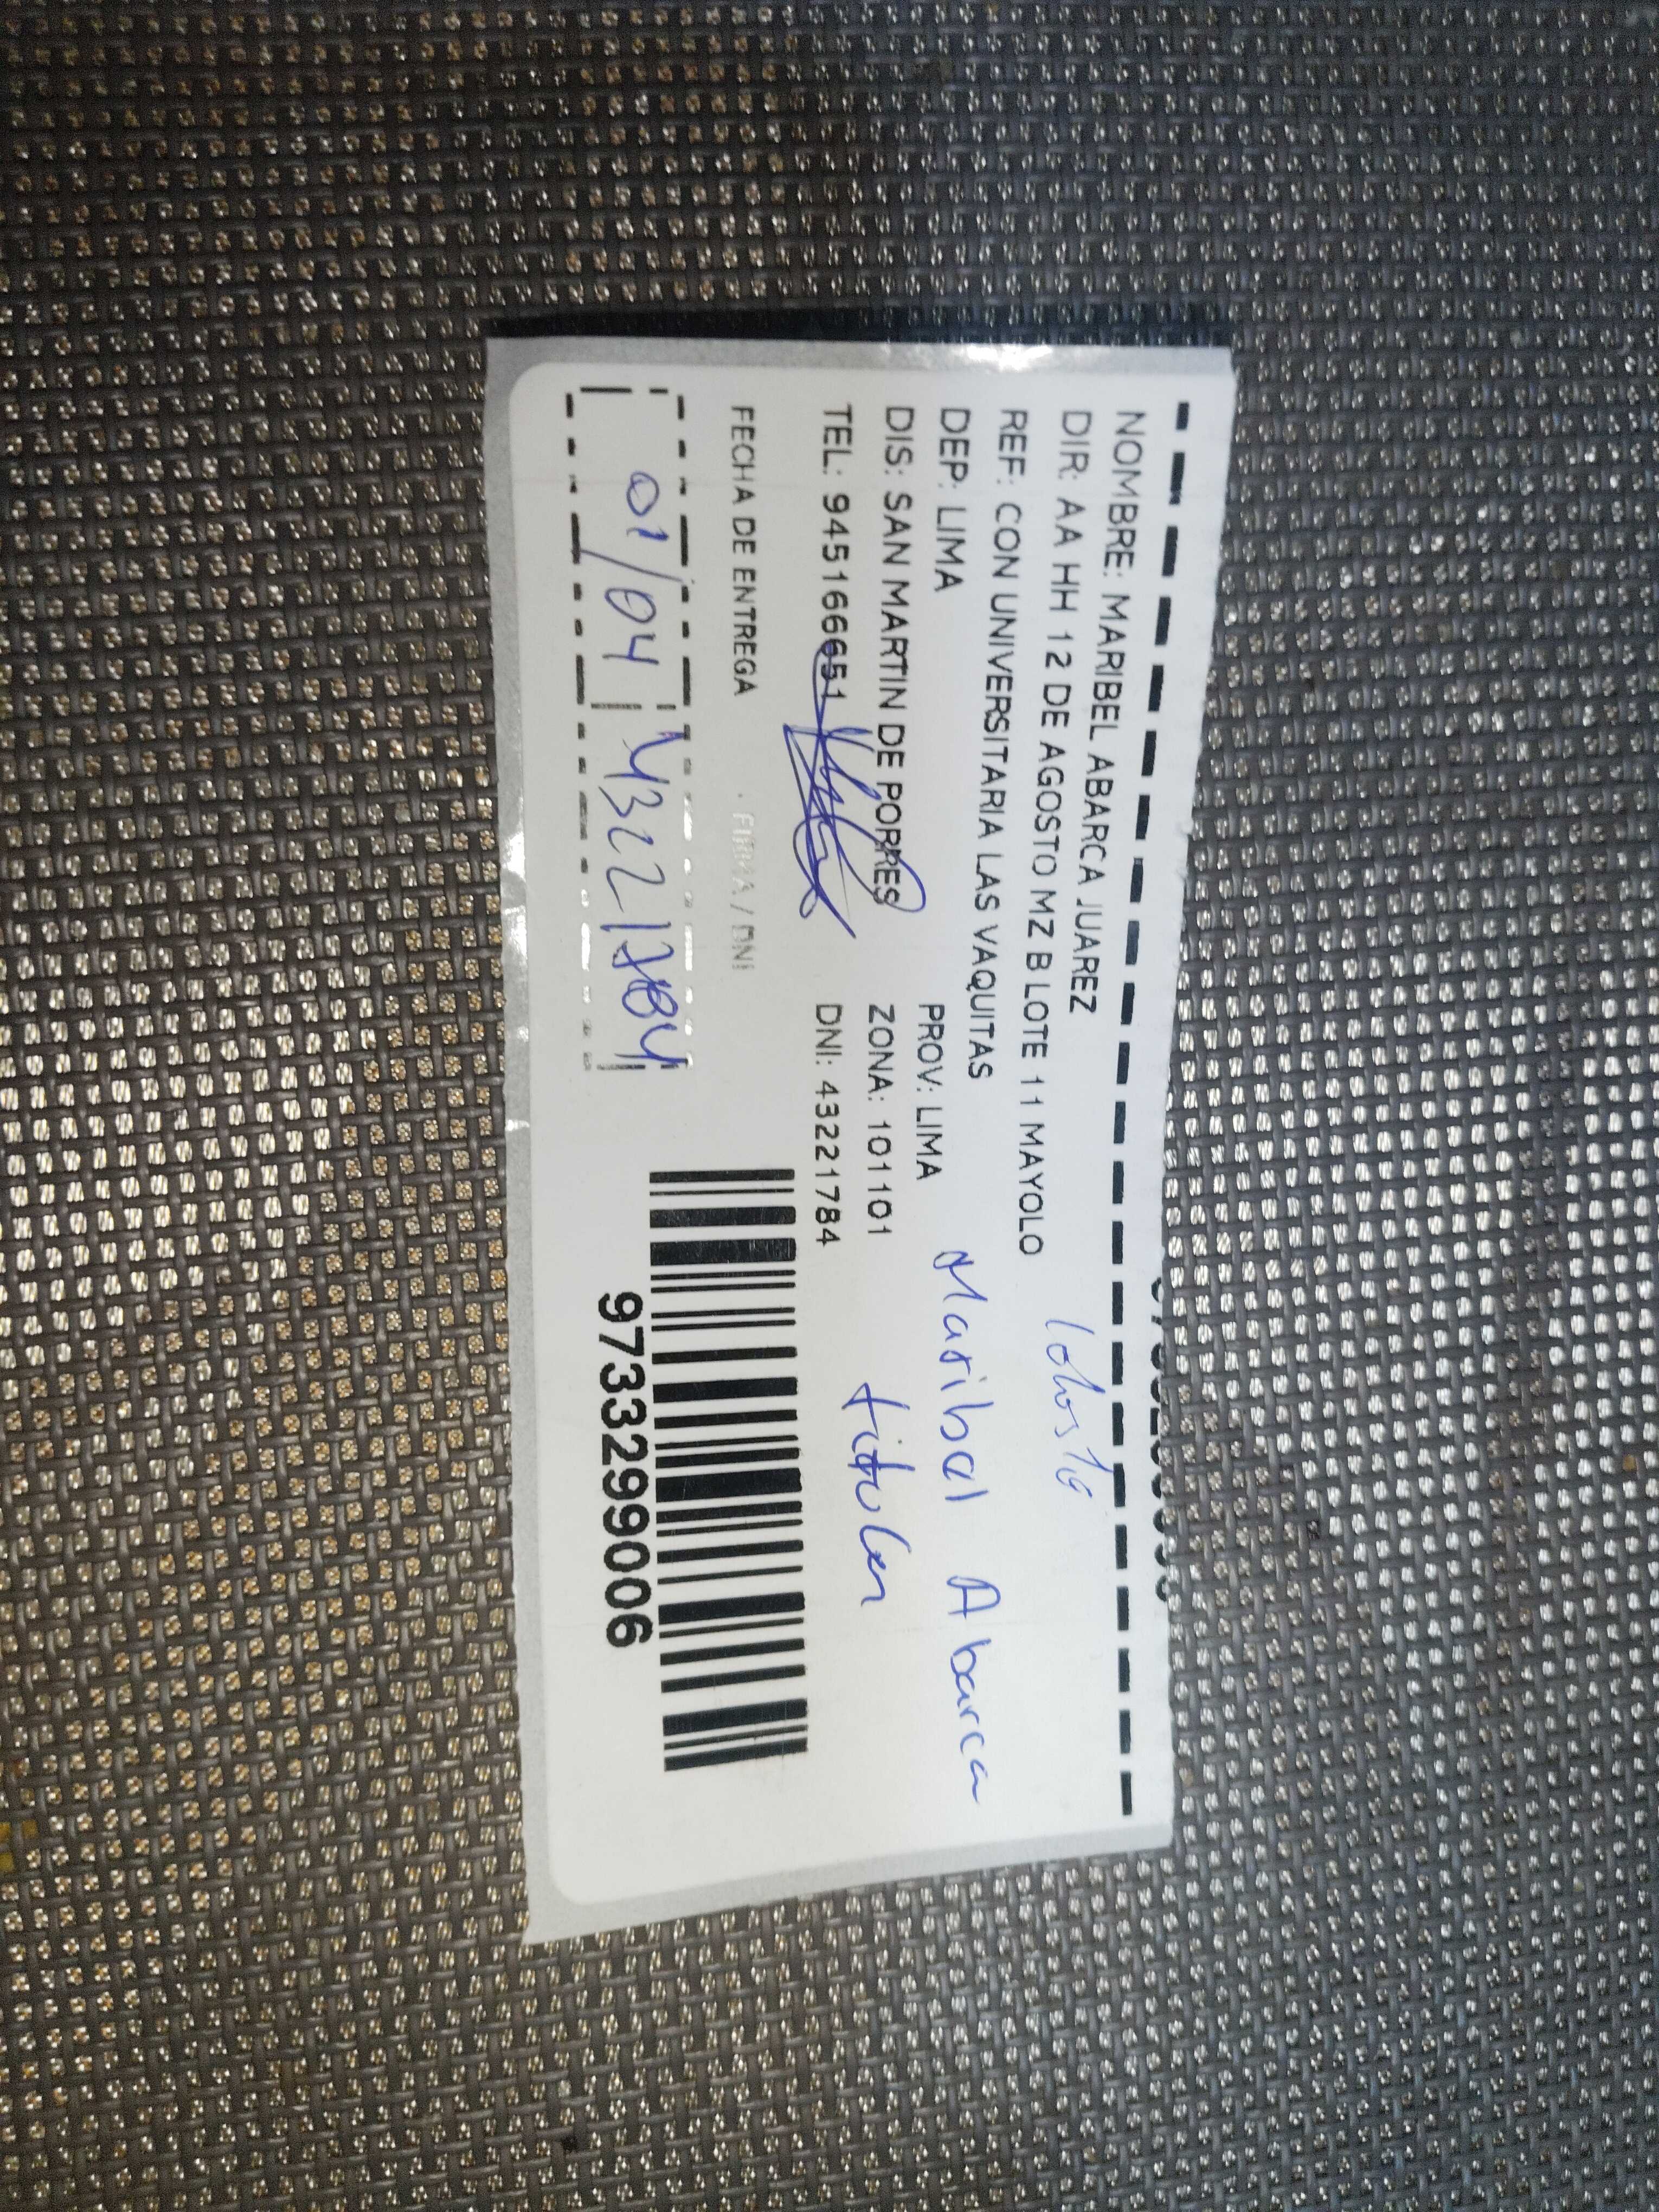 NOMBRE: MARIBEL ABARCA JUAREZ
DIR: AA HH 12 DE AGOSTO MZ B LOTE 11 MAYOLO
REF: CON UNIVERSITARIA LAS VAQUITAS
DEP: LIMA PROV: LIMA
Maribal Abarca
DIS: SAN MARTIN DE PORRES ZONA: 101101
TEL: 945166651 DNI: 43221784
titular
FECHA DE ENTREGA FIRMA / DNI
01/04 43221784
973329906